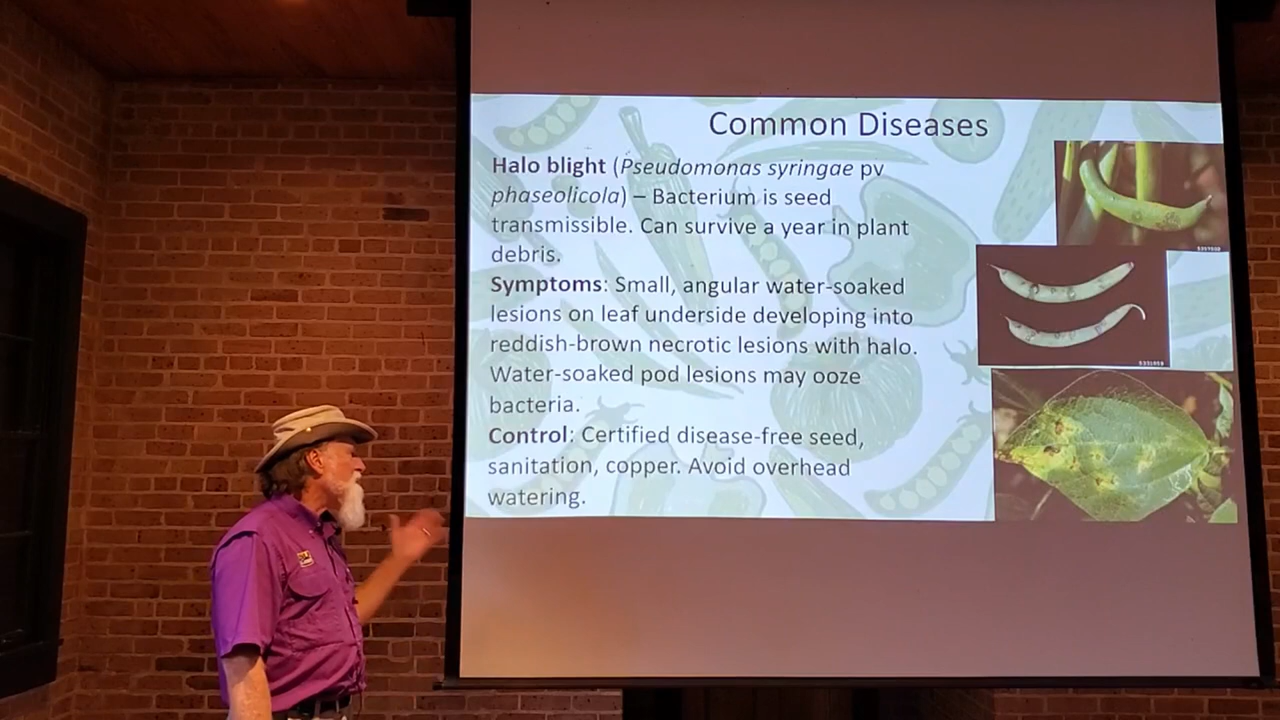 Common Diseases
Halo blight (Pseudomonas syringae pv
phaseolicola) – Bacterium is seed
transmissible. Can survive a year in plant
debris.
Symptoms: Small, angular water-soaked
lesions on leaf underside developing into
reddish-brown necrotic lesions with halo.
Water-soaked pod lesions may ooze
bacteria.
Control: Certified disease-free seed,
sanitation, copper. Avoid overhead
watering.